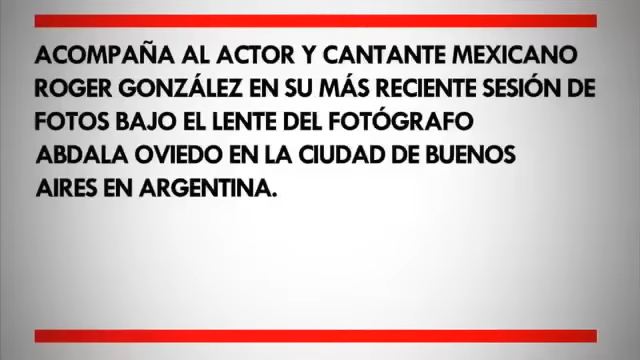 ACOMPAÑA AL ACTOR Y CANTANTE MEXICANO
ROGER GONZÁLEZ EN SU MÁS RECIENTE SESIÓN DE
FOTOS BAJO EL LENTE DEL FOTÓGRAFO
ABDALA OVIEDO EN LA CIUDAD DE BUENOS
AIRES EN ARGENTINA.